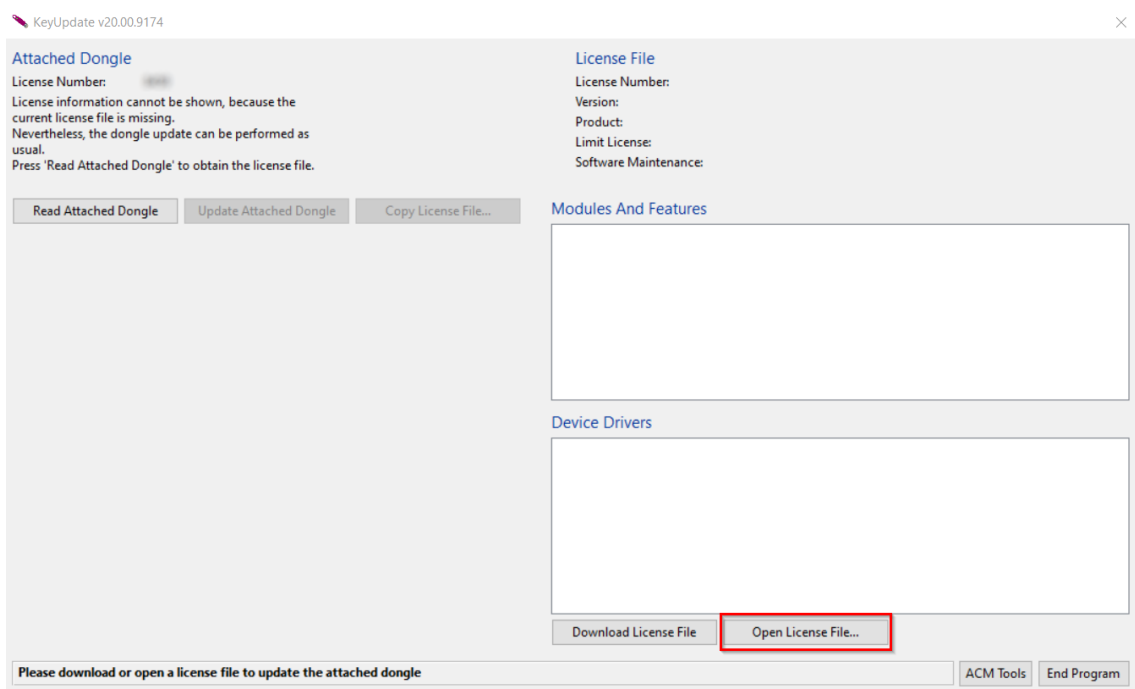 KeyUpdate v20.00.9174
Attached Dongle
License Number:
License information cannot be shown, because the
current license file is missing.
Nevertheless, the dongle update can be performed as
usual.
Press 'Read Attached Dongle' to obtain the license file.
Read Attached Dongle
Update Attached Dongle
Copy License File...
License File
License Number:
Version:
Product:
Limit License:
Software Maintenance:
Modules And Features
Device Drivers
Download License File
Open License File...
Please download or open a license file to update the attached dongle
ACM Tools
End Program